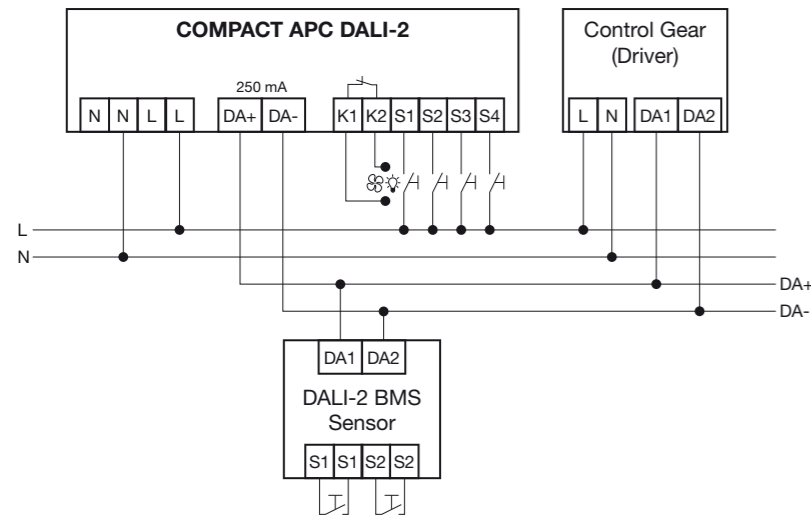 COMPACT APC DALI-2
Control Gear
(Driver)
250 mA
N N L L DA+ DA- K1 K2 S1 S2 S3 S4
L N DA1 DA2
L
N
DA+
DA-
DA1 DA2
DALI-2 BMS
Sensor
S1 S1 S2 S2